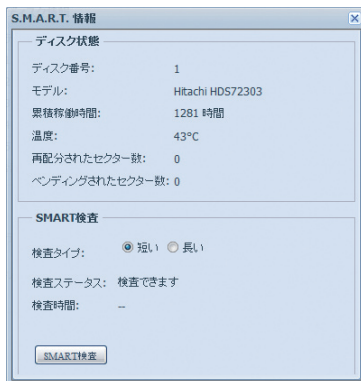 S.M.A.R.T. 情報
ディスク状態
ディスク番号: 1
モデル: Hitachi HDS72303
累積稼働時間: 1281 時間
温度: 43°C
再配分されたセクター数: 0
ペンディングされたセクター数: 0
SMART検査
検査タイプ: 短い 長い
検査ステータス: 検査できます
検査時間: --
SMART検査